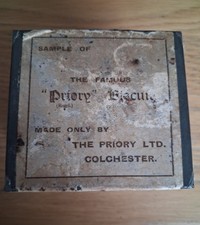 SAMPLE OF
THE FAMOUS
"Priory" Biscuit
MADE ONLY BY
THE PRIORY LTD.
COLCHESTER.